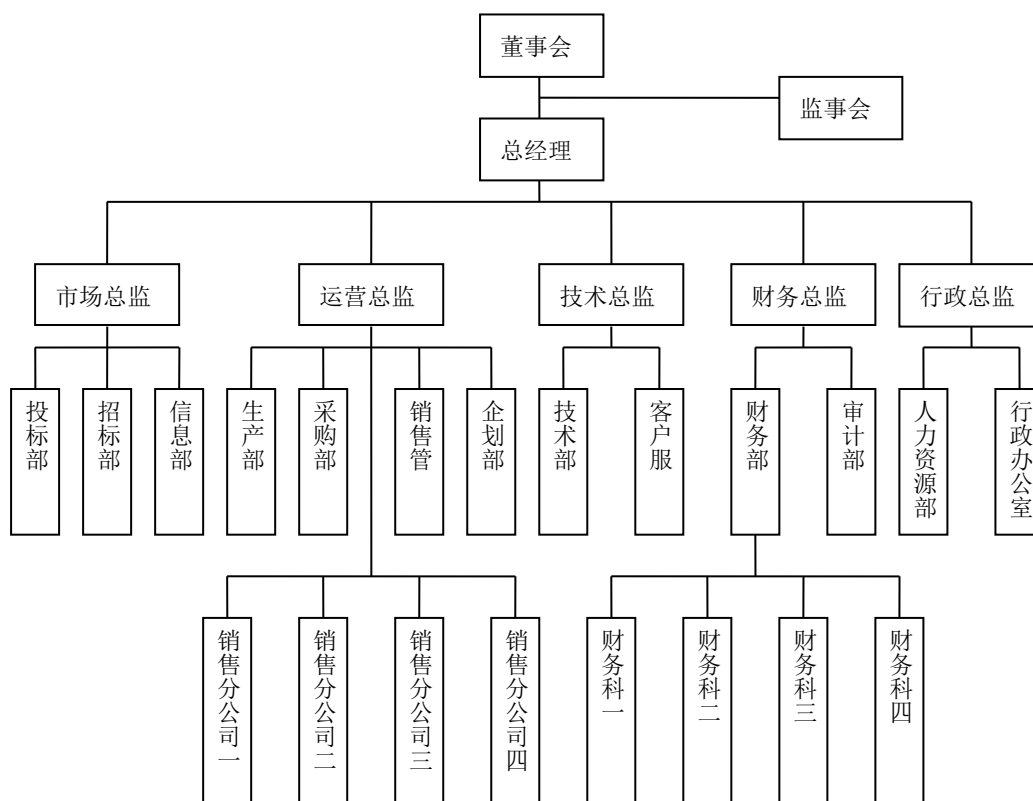 董事会
监事会
总经理
市场总监
运营总监
技术总监
财务总监
行政总监
投标部
招标部
信息部
生产部
采购部
销售管
企划部
技术部
客户服
财务部
审计部
人力资源部
行政办公室
销售分公司一
销售分公司二
销售分公司三
销售分公司四
财务科一
财务科二
财务科三
财务科四